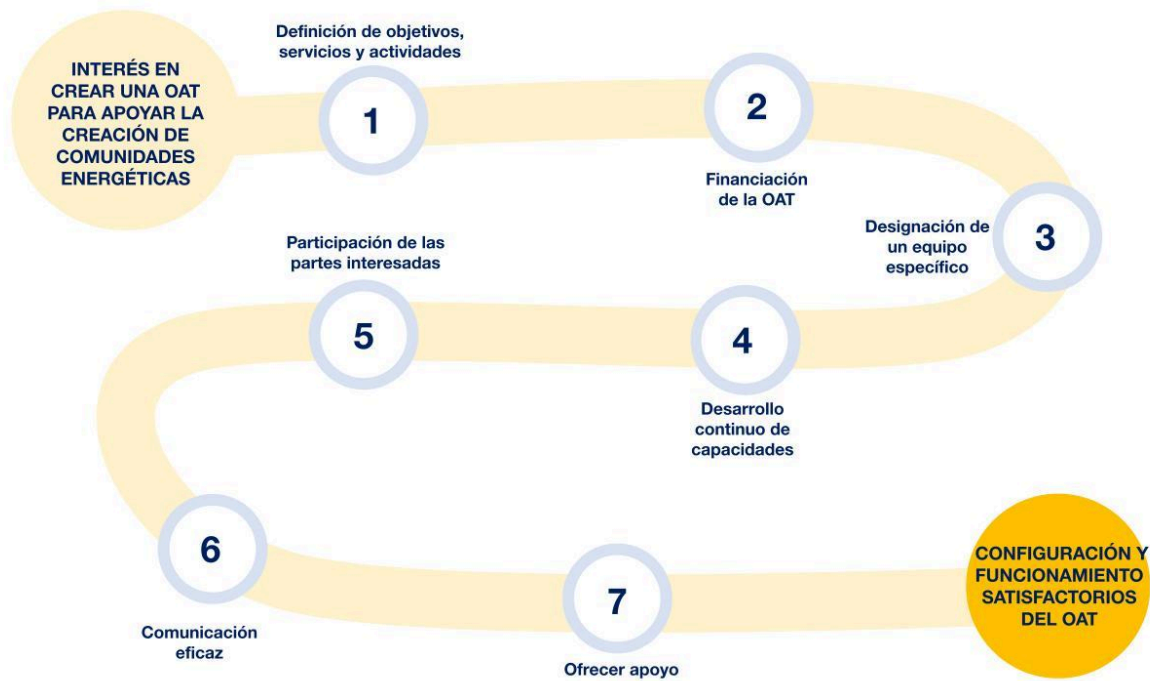 INTERÉS EN
CREAR UNA OAT
PARA APOYAR LA
CREACIÓN DE
COMUNIDADES
ENERGÉTICAS
Definición de objetivos,
servicios y actividades
1
2
Financiación
de la OAT
Designación de
un equipo
específico
3
4
Desarrollo
continuo de
capacidades
Participación de las
partes interesadas
5
6
Comunicación
eficaz
7
Ofrecer apoyo
CONFIGURACIÓN Y
FUNCIONAMIENTO
SATISFACTORIOS
DEL OAT